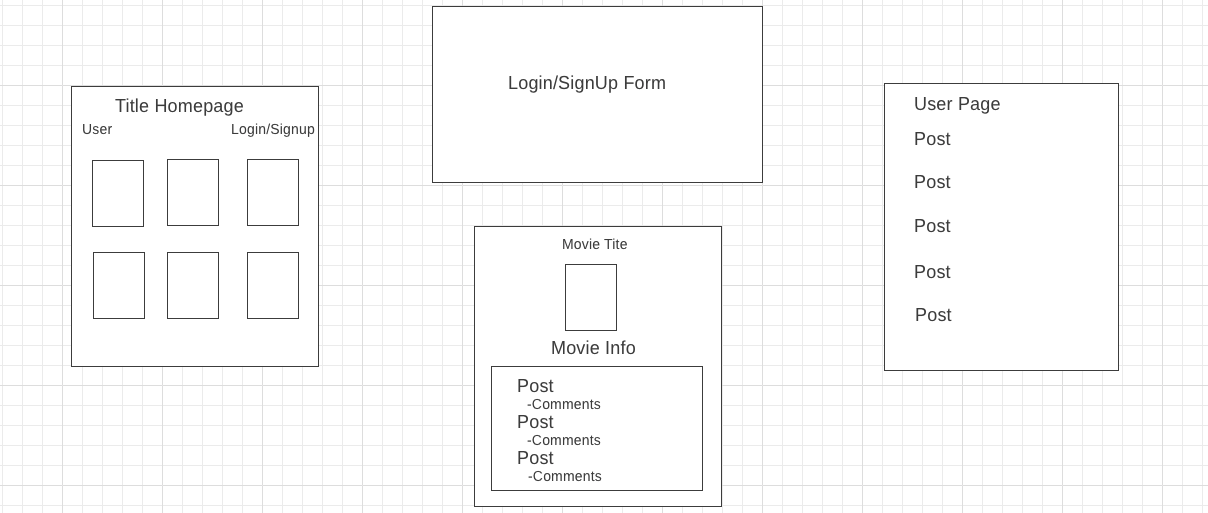 Title Homepage
User
Login/Signup
Login/SignUp Form
Movie Tite
Movie Info
Post
-Comments
Post
-Comments
Post
-Comments
User Page
Post
Post
Post
Post
Post